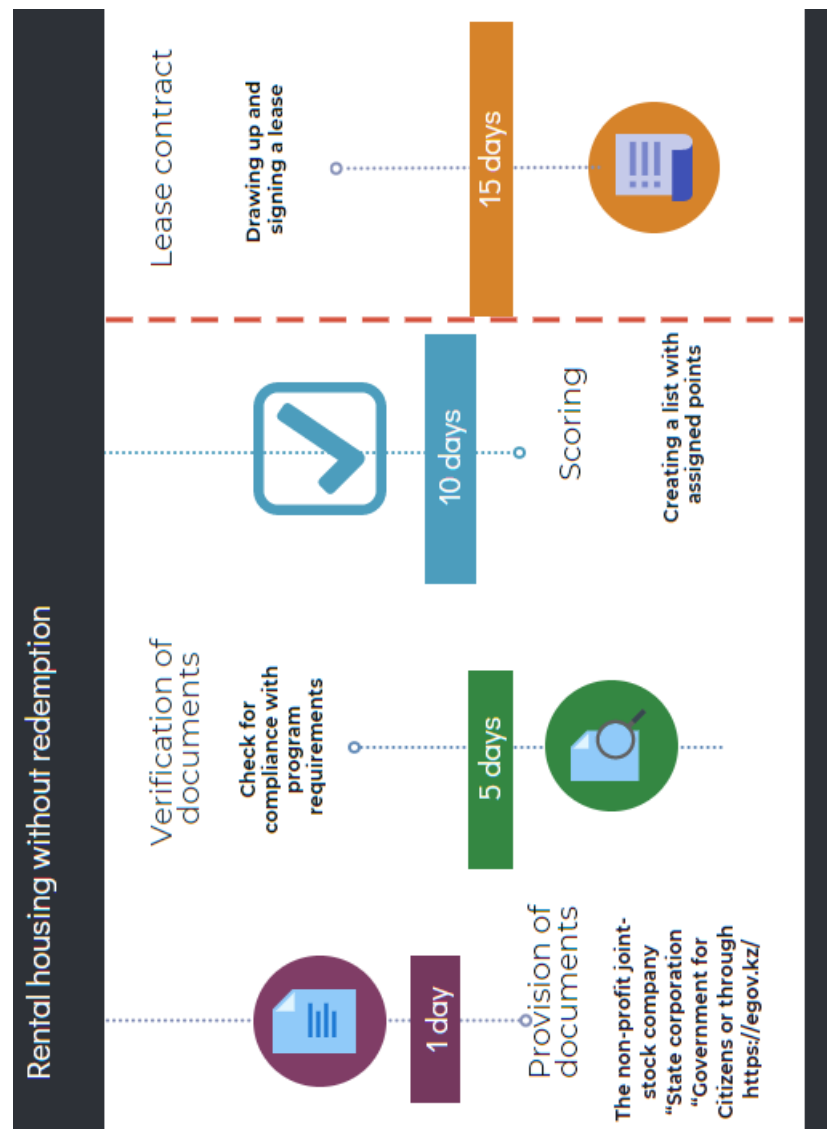 Rental housing without redemption
1 day
Provision of
documents
The non-profit joint-
stock company
“State corporation
“Government for
Citizens or through
https://egov.kz/
Verification of
documents
Check for
compliance with
program
requirements
5 days
10 days
Scoring
Creating a list with
assigned points
Lease contract
Drawing up and
signing a lease
15 days